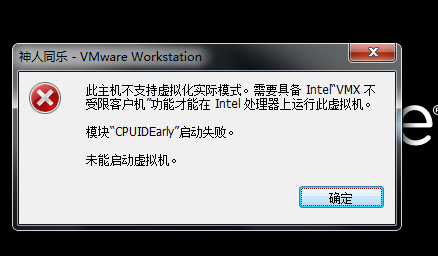 神人同乐 - VMware Workstation
此主机不支持虚拟化实际模式。需要具备 Intel“VMX 不
受限客户机”功能才能在 Intel 处理器上运行此虚拟机。
模块“CPUIDEarly”启动失败。
未能启动虚拟机。
确定
e®